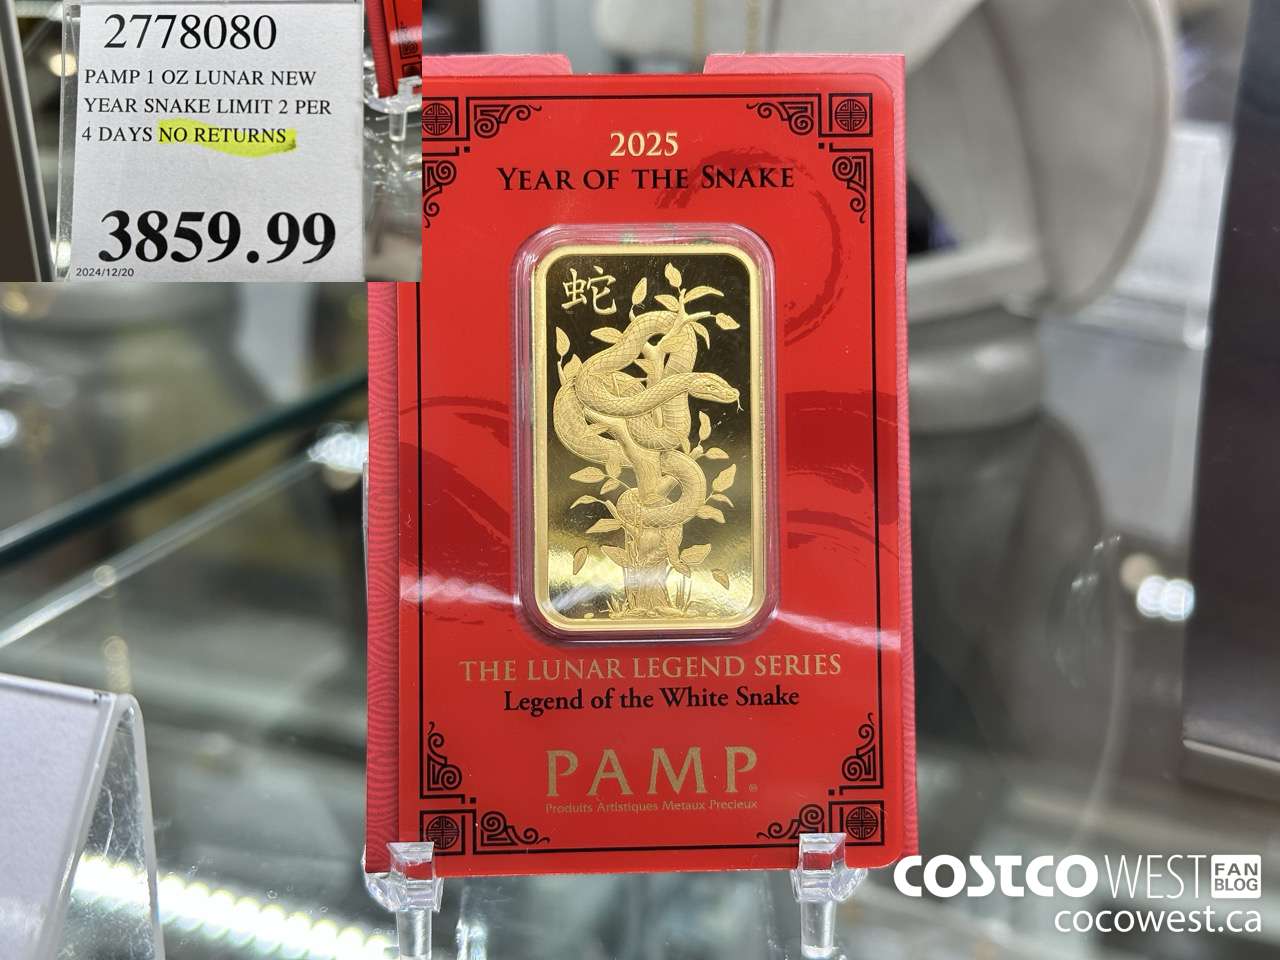 2778080
PAMP 1 OZ LUNAR NEW
YEAR SNAKE LIMIT 2 PER
4 DAYS NO RETURNS
3859.99
2024/12/20
2025
YEAR OF THE SNAKE
蛇
THE LUNAR LEGEND SERIES
Legend of the White Snake
PAMP®
Produits Artistiques Métaux Précieux
COSTCO WEST FAN BLOG
cocowest.ca